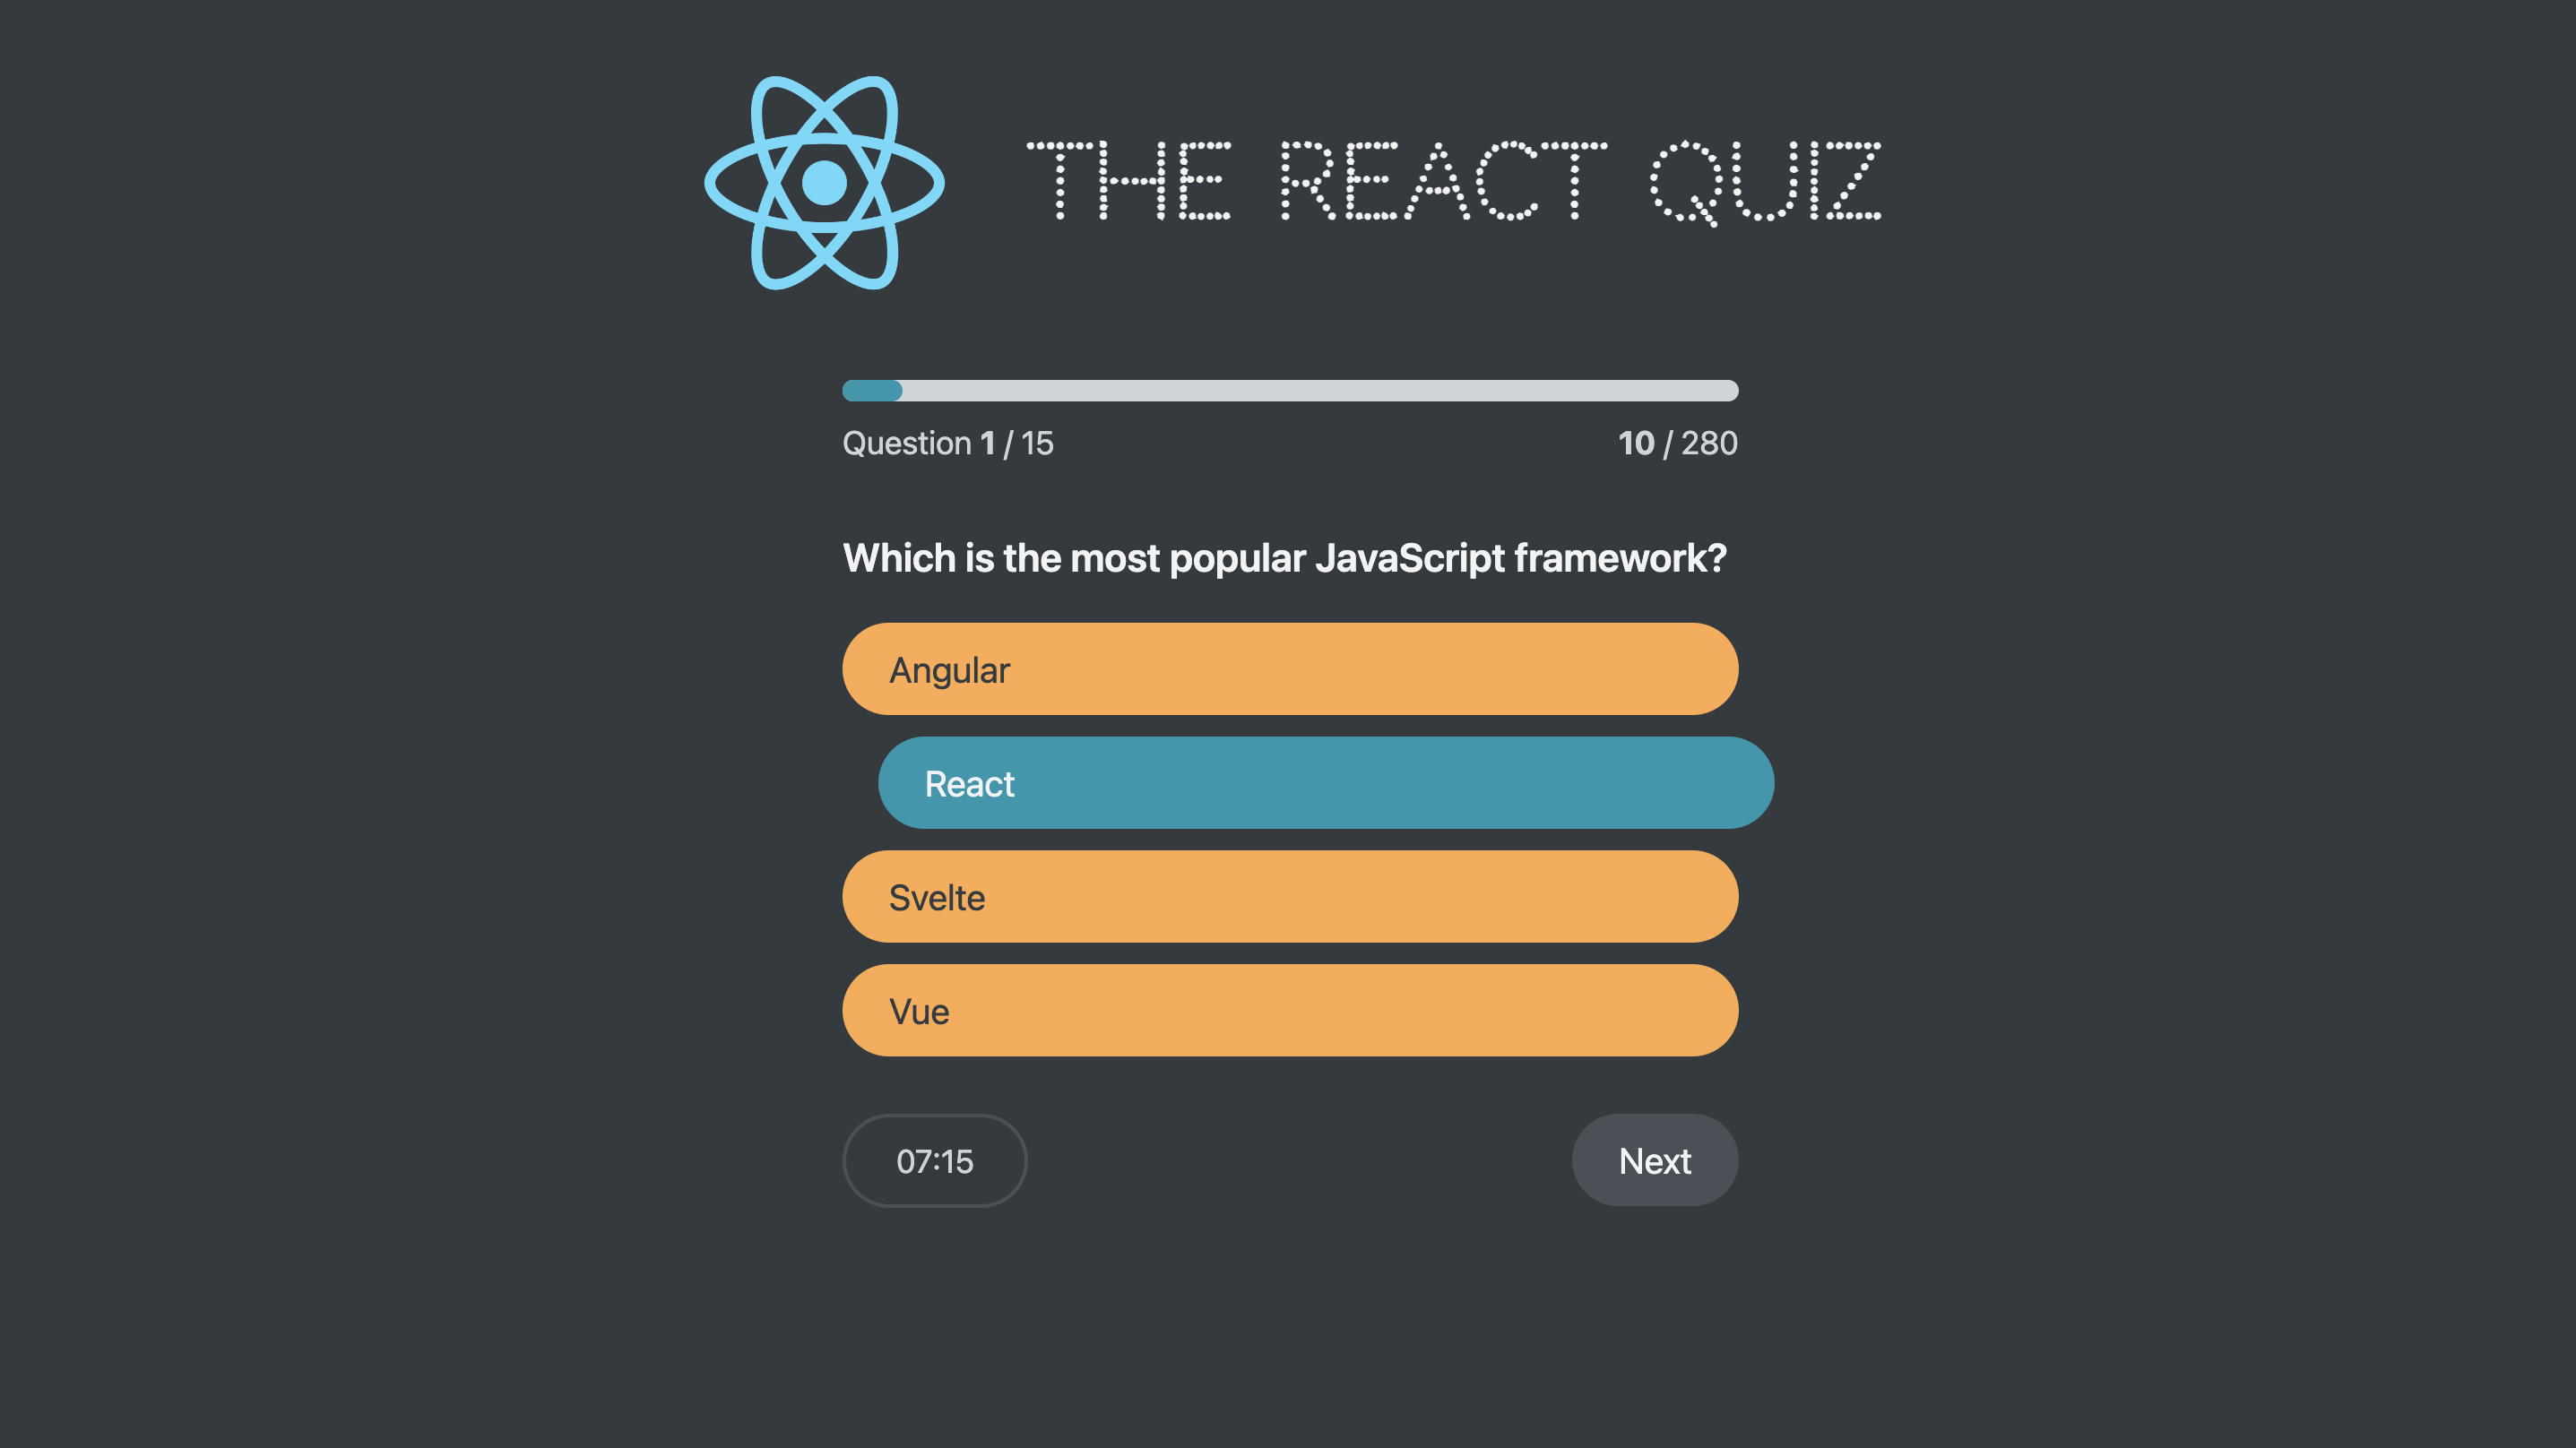 THE REACT QUIZ
Question 1 / 15
10 / 280
Which is the most popular JavaScript framework?
Angular
React
Svelte
Vue
07:15
Next